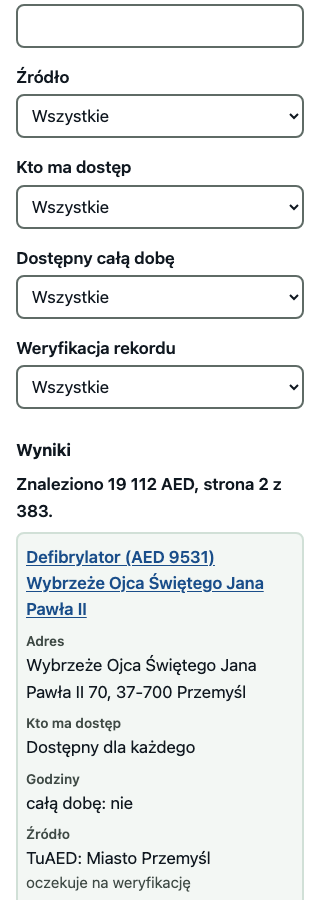 Źródło
Wszystkie
Kto ma dostęp
Wszystkie
Dostępny całą dobę
Wszystkie
Weryfikacja rekordu
Wszystkie
Wyniki
Znaleziono 19 112 AED, strona 2 z
383.
Defibrylator (AED 9531)
Wybrzeże Ojca Świętego Jana
Pawła II
Adres
Wybrzeże Ojca Świętego Jana
Pawła II 70, 37-700 Przemyśl
Kto ma dostęp
Dostępny dla każdego
Godziny
całą dobę: nie
Źródło
TuAED: Miasto Przemyśl
oczekuje na weryfikację